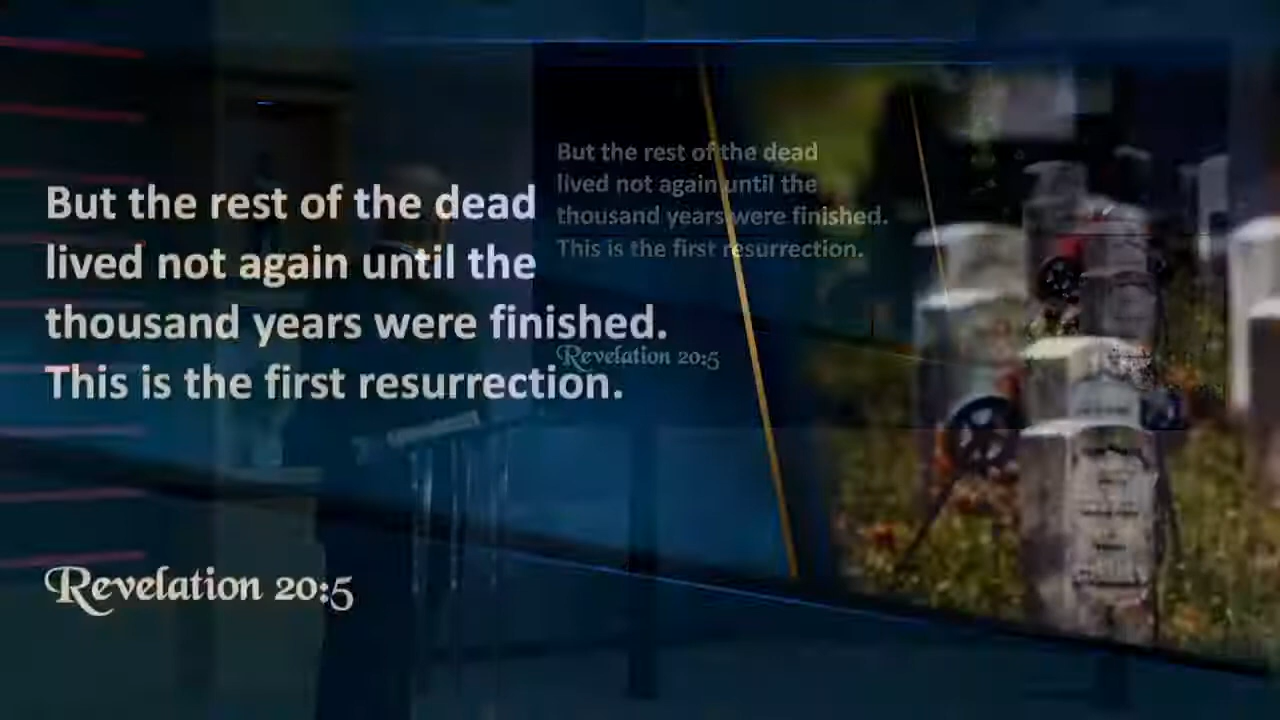 But the rest of the dead
lived not again until the
thousand years were finished.
This is the first resurrection.
Revelation 20:5
But the rest of the dead
lived not again until the
thousand years were finished.
This is the first resurrection.
Revelation 20:5